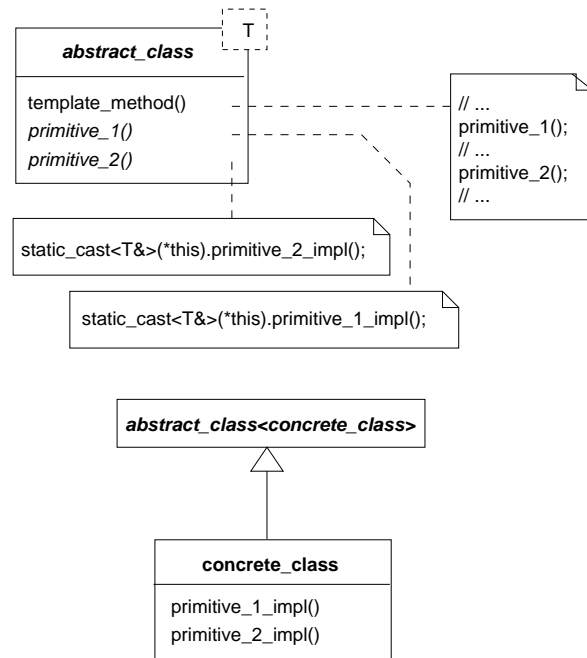 T
abstract_class
template_method()
primitive_1()
primitive_2()
// ...
primitive_1();
// ...
primitive_2();
// ...
static_cast<T&>(*this).primitive_2_impl();
static_cast<T&>(*this).primitive_1_impl();
abstract_class<concrete_class>
concrete_class
primitive_1_impl()
primitive_2_impl()